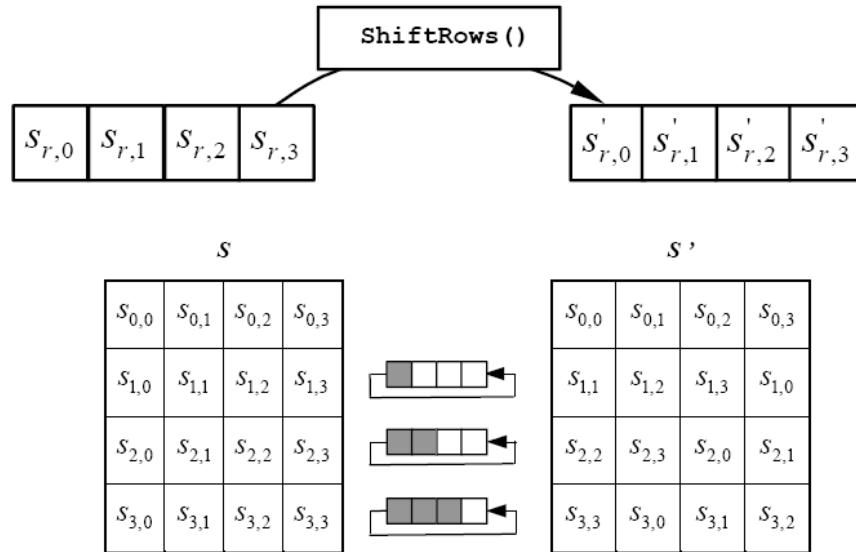 ShiftRows()
S_{r,0} S_{r,1} S_{r,2} S_{r,3} S'_{r,0} S'_{r,1} S'_{r,2} S'_{r,3}
S S'
S_{0,0} S_{0,1} S_{0,2} S_{0,3} S_{0,0} S_{0,1} S_{0,2} S_{0,3}
S_{1,0} S_{1,1} S_{1,2} S_{1,3} S_{1,1} S_{1,2} S_{1,3} S_{1,0}
S_{2,0} S_{2,1} S_{2,2} S_{2,3} S_{2,2} S_{2,3} S_{2,0} S_{2,1}
S_{3,0} S_{3,1} S_{3,2} S_{3,3} S_{3,3} S_{3,0} S_{3,1} S_{3,2}